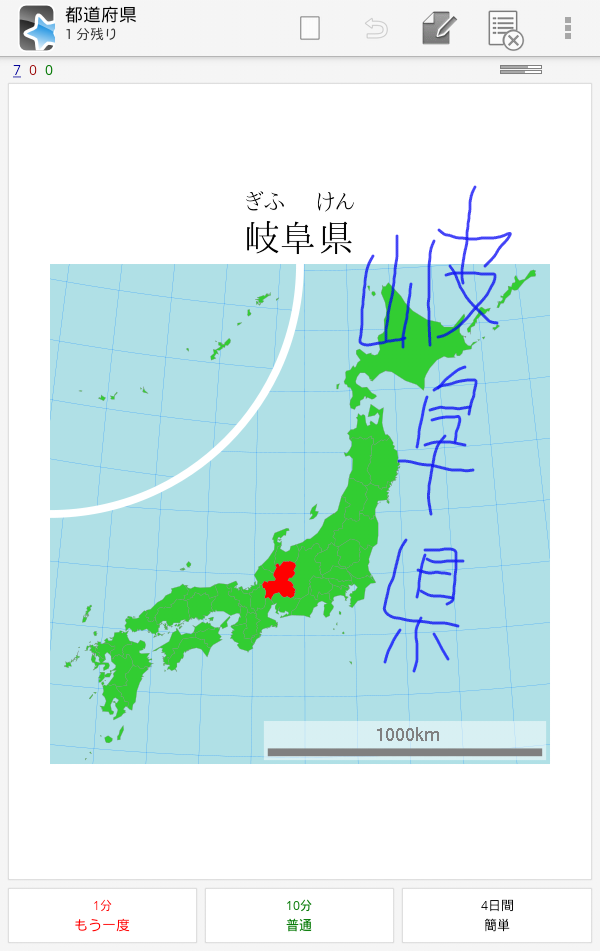 都道府県
1分残り
7 0 0
ぎふ けん
岐阜県
岐阜県
1000km
1分 10分 4日間
もう一度 普通 簡単